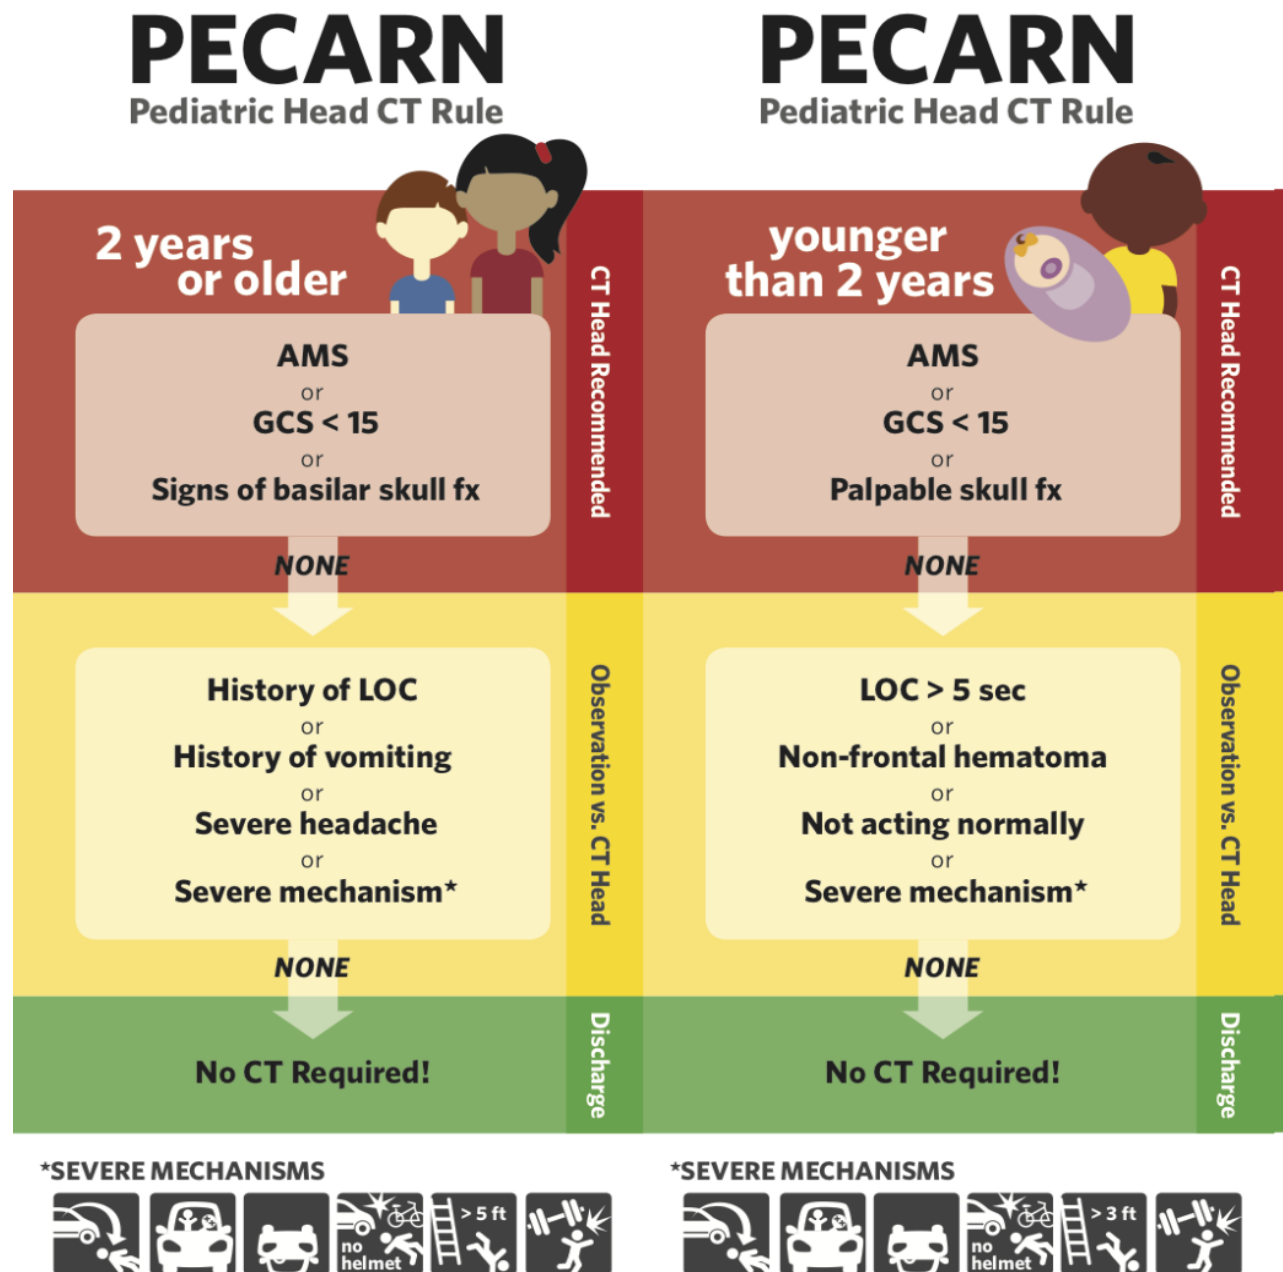 PECARN
Pediatric Head CT Rule
2 years
or older
CT Head Recommended
AMS
or
GCS < 15
or
Signs of basilar skull fx
NONE
Observation vs. CT Head
History of LOC
or
History of vomiting
or
Severe headache
or
Severe mechanism*
NONE
Discharge
No CT Required!
*SEVERE MECHANISMS
no
helmet
> 5 ft
PECARN
Pediatric Head CT Rule
younger
than 2 years
CT Head Recommended
AMS
or
GCS < 15
or
Palpable skull fx
NONE
Observation vs. CT Head
LOC > 5 sec
or
Non-frontal hematoma
or
Not acting normally
or
Severe mechanism*
NONE
Discharge
No CT Required!
*SEVERE MECHANISMS
no
helmet
> 3 ft